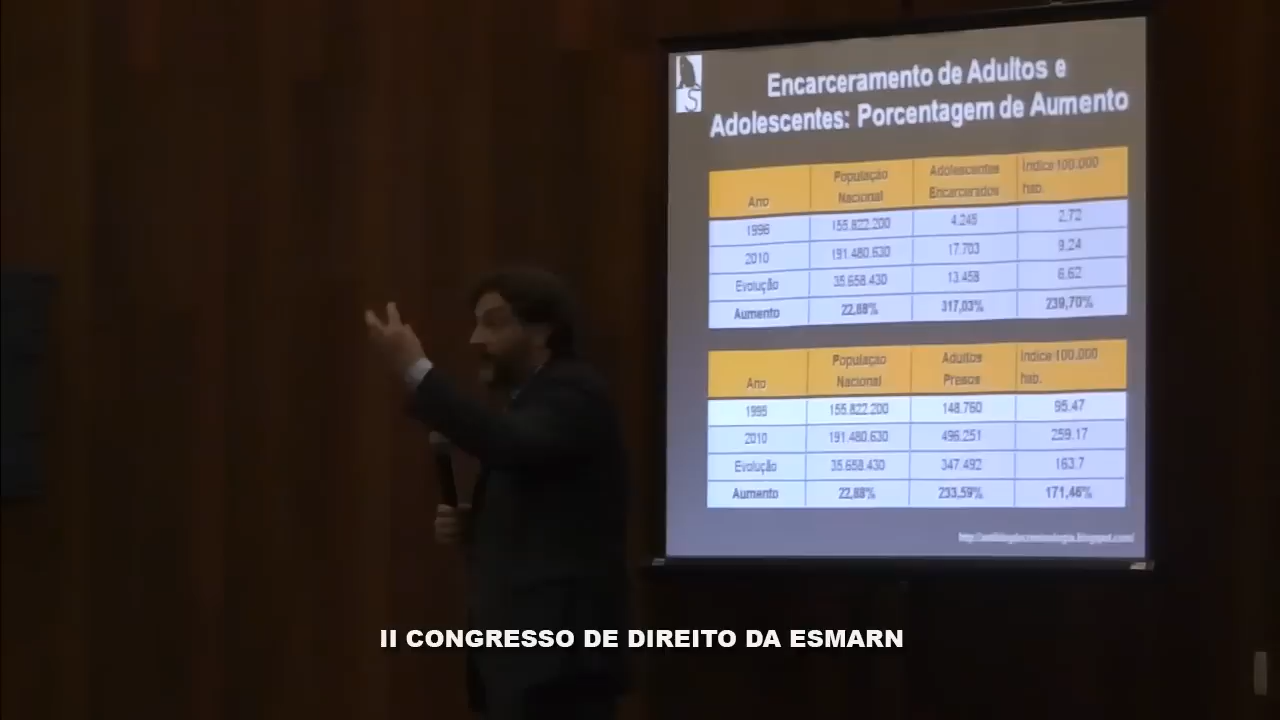 S
Encarceramento de Adultos e
Adolescentes: Porcentagem de Aumento
Ano População Nacional Adolescentes Encarcerados Índice 100.000 hab.
1996 155.822.200 4.245 2.72
2010 191.480.630 17.703 9.24
Evolução 35.658.430 13.458 6.62
Aumento 22,88% 317,03% 239,70%
Ano População Nacional Adultos Presos Índice 100.000 hab.
1995 155.822.200 148.760 95.47
2010 191.480.630 496.251 259.17
Evolução 35.658.430 347.492 163.7
Aumento 22,88% 233,59% 171,46%
II CONGRESSO DE DIREITO DA ESMARN